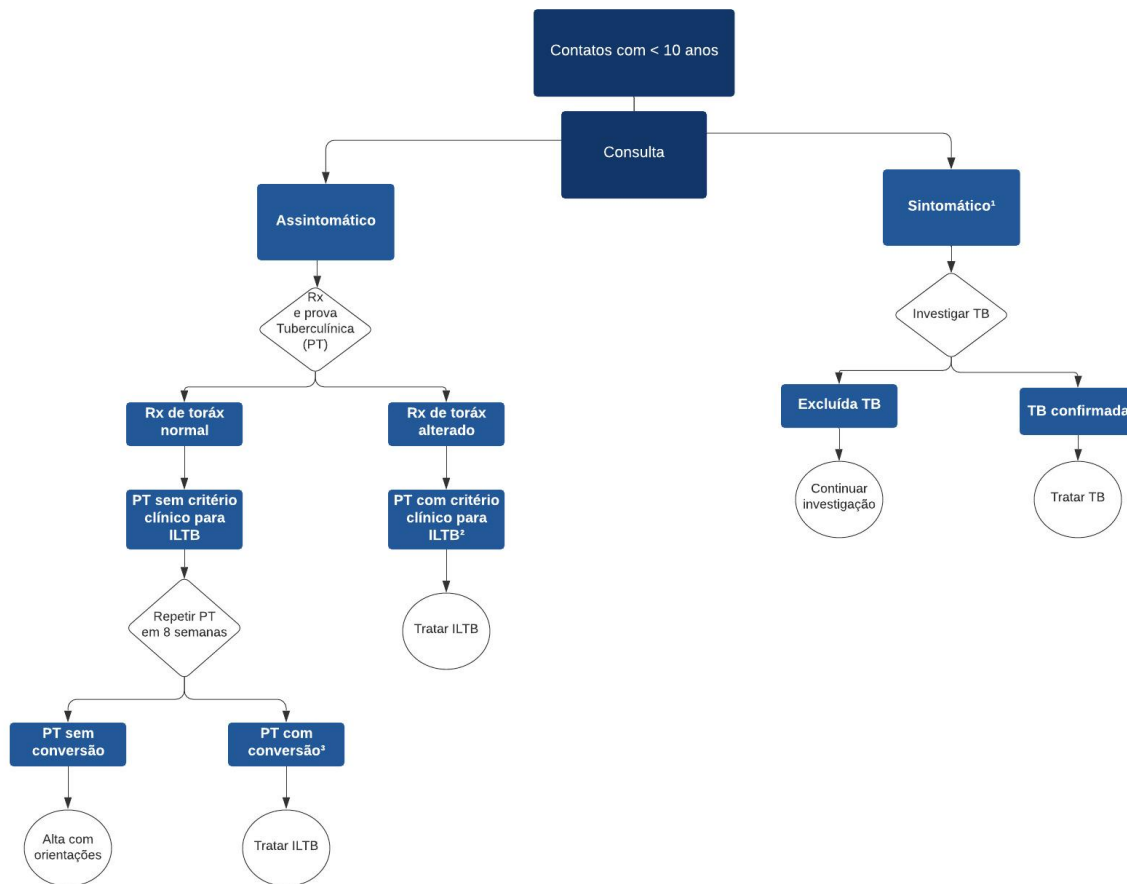 Contatos com < 10 anos
Consulta
Assintomático
Sintomático¹
Rx
e prova
Tuberculínica
(PT)
Investigar TB
Rx de toráx
normal
Rx de toráx
alterado
Excluída TB
TB confirmada
PT sem critério
clínico para
ILTB
PT com critério
clínico para
ILTB²
Continuar
investigação
Tratar TB
Repetir PT
em 8 semanas
Tratar ILTB
PT sem
conversão
PT com
conversão³
Alta com
orientações
Tratar ILTB